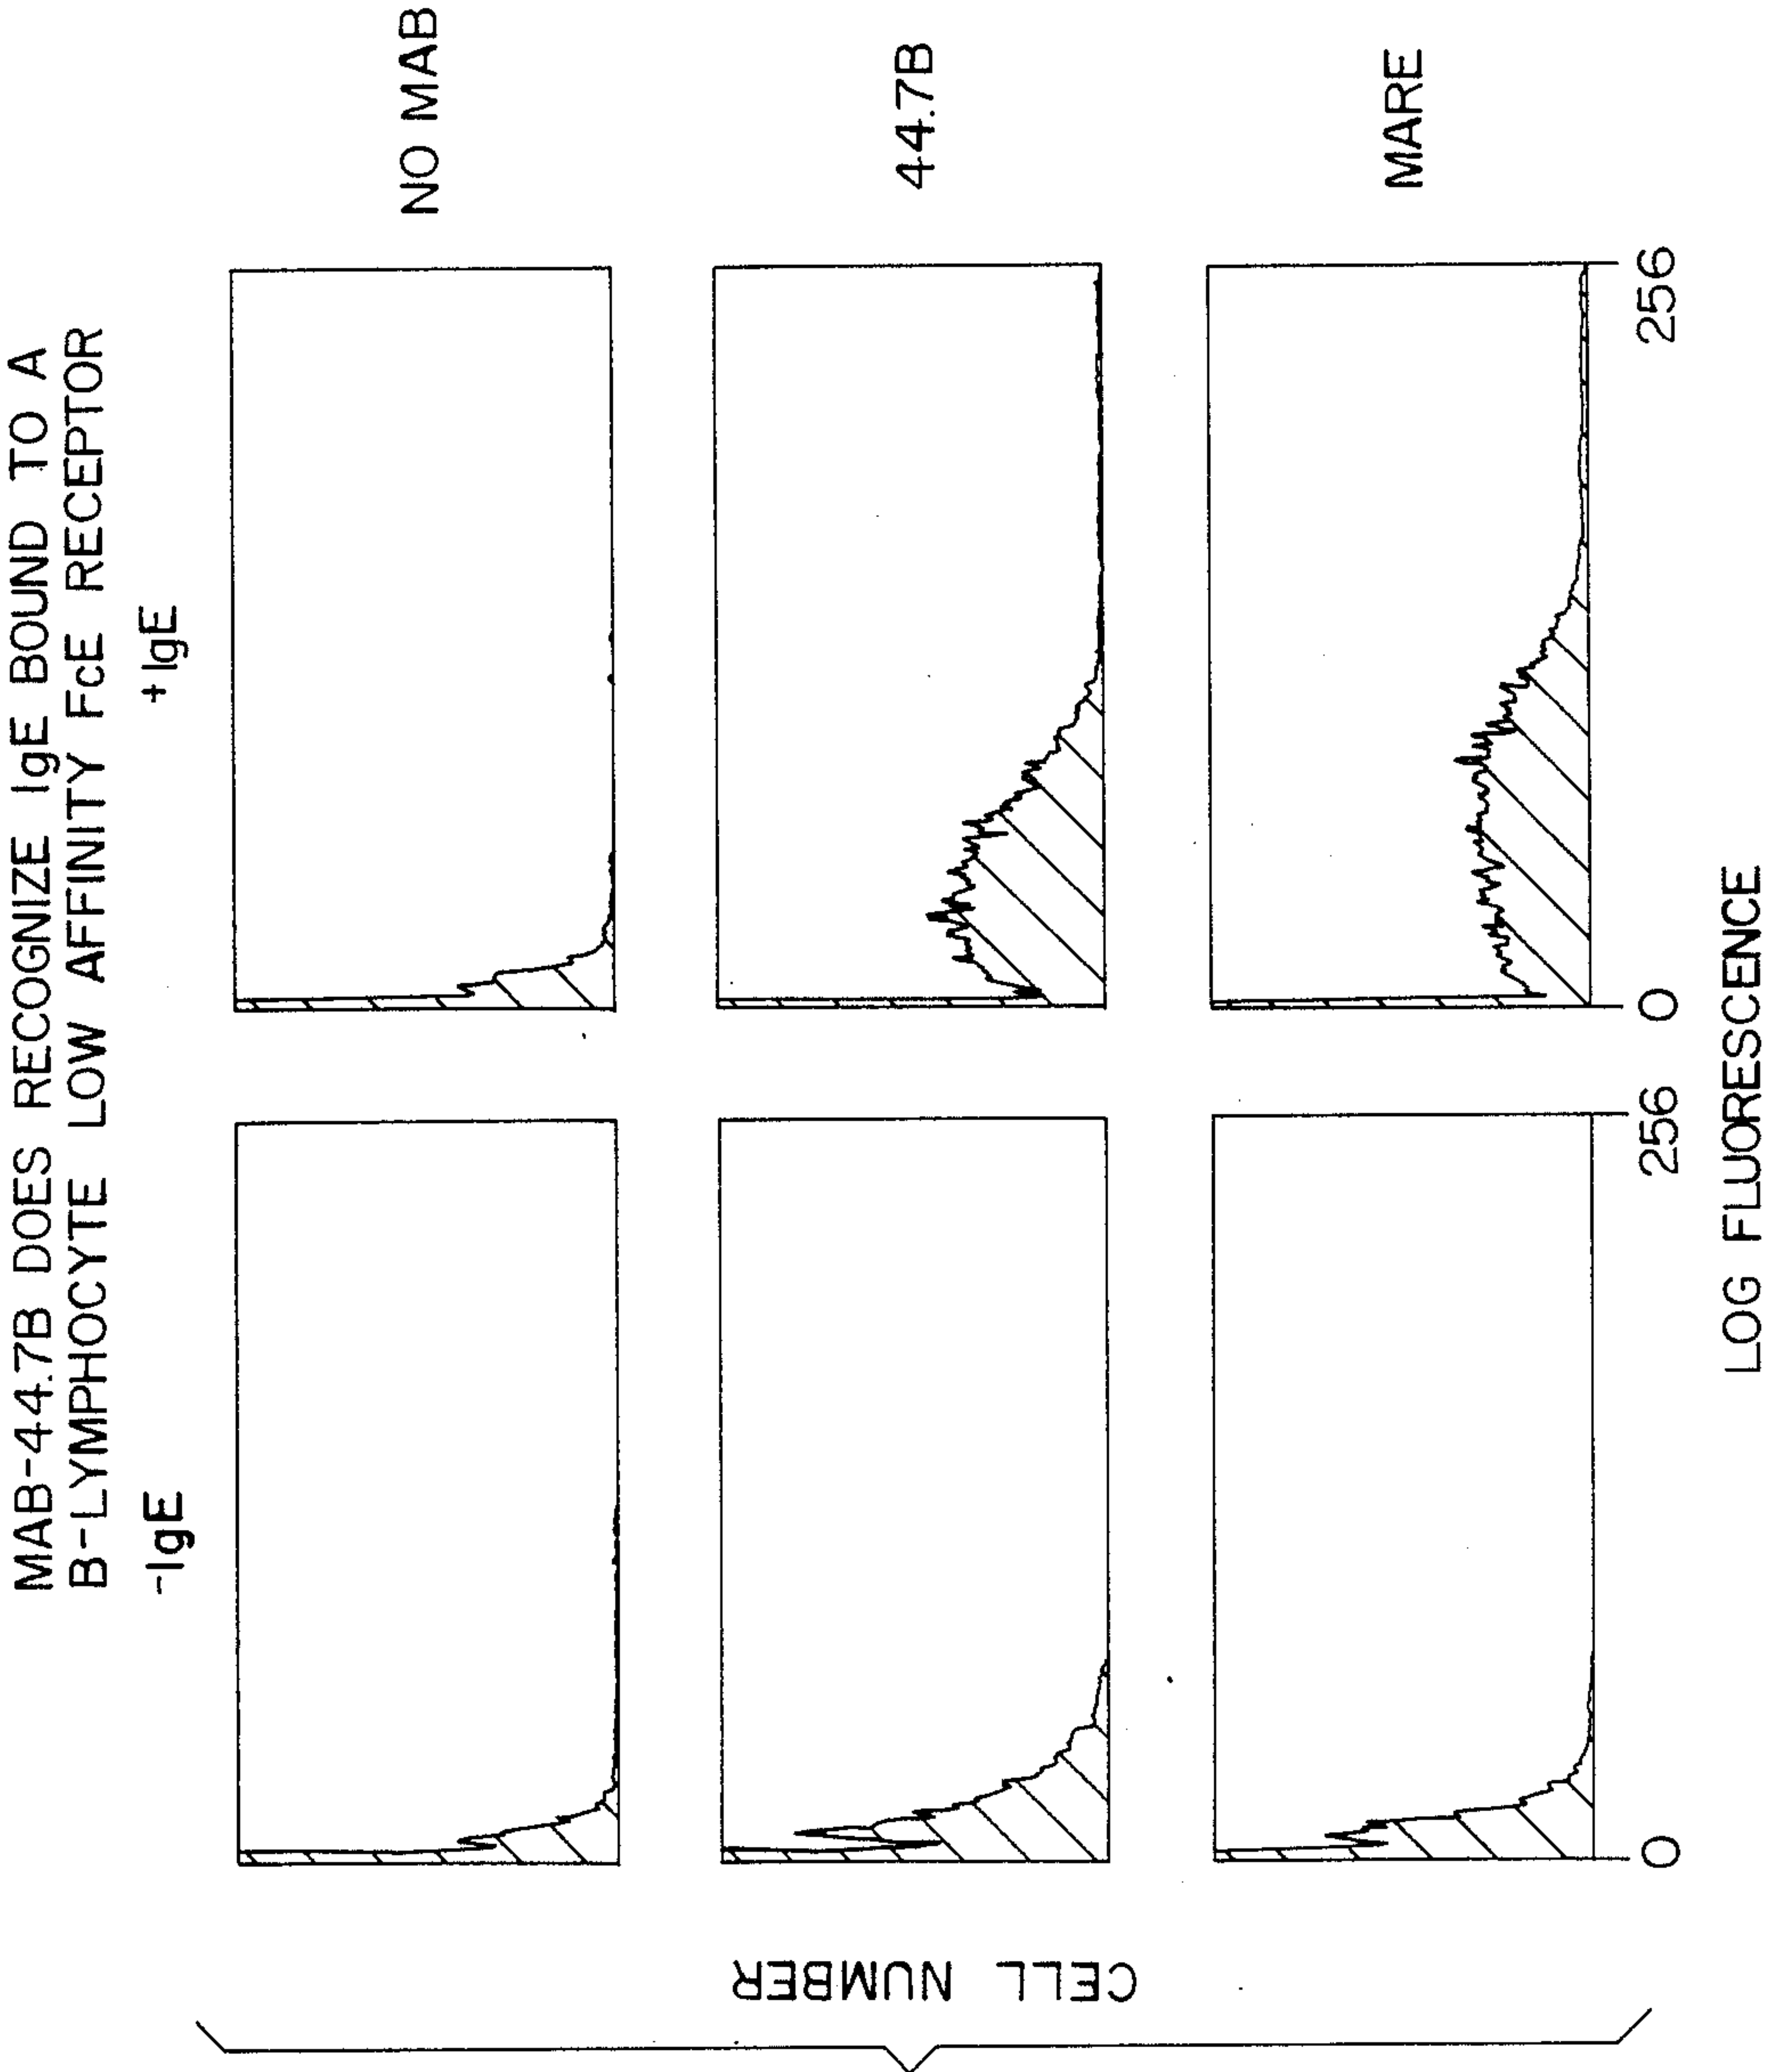 MAB-44.7B DOES RECOGNIZE IgE BOUND TO A
B-LYMPHOCYTE LOW AFFINITY FcE RECEPTOR
-IgE
+IgE
NO MAB
44.7B
MARE
CELL NUMBER
0
256
0
256
LOG FLUORESCENCE